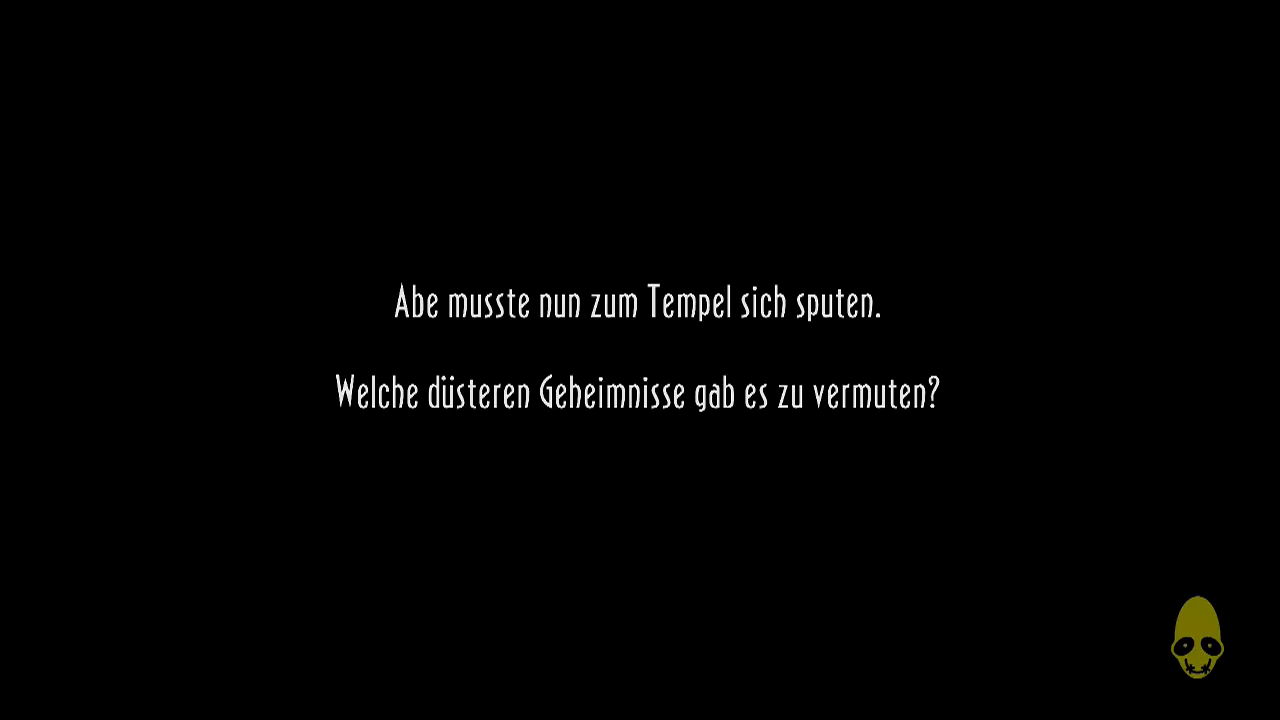 Abe musste nun zum Tempel sich sputen.
Welche düsteren Geheimnisse gab es zu vermuten?